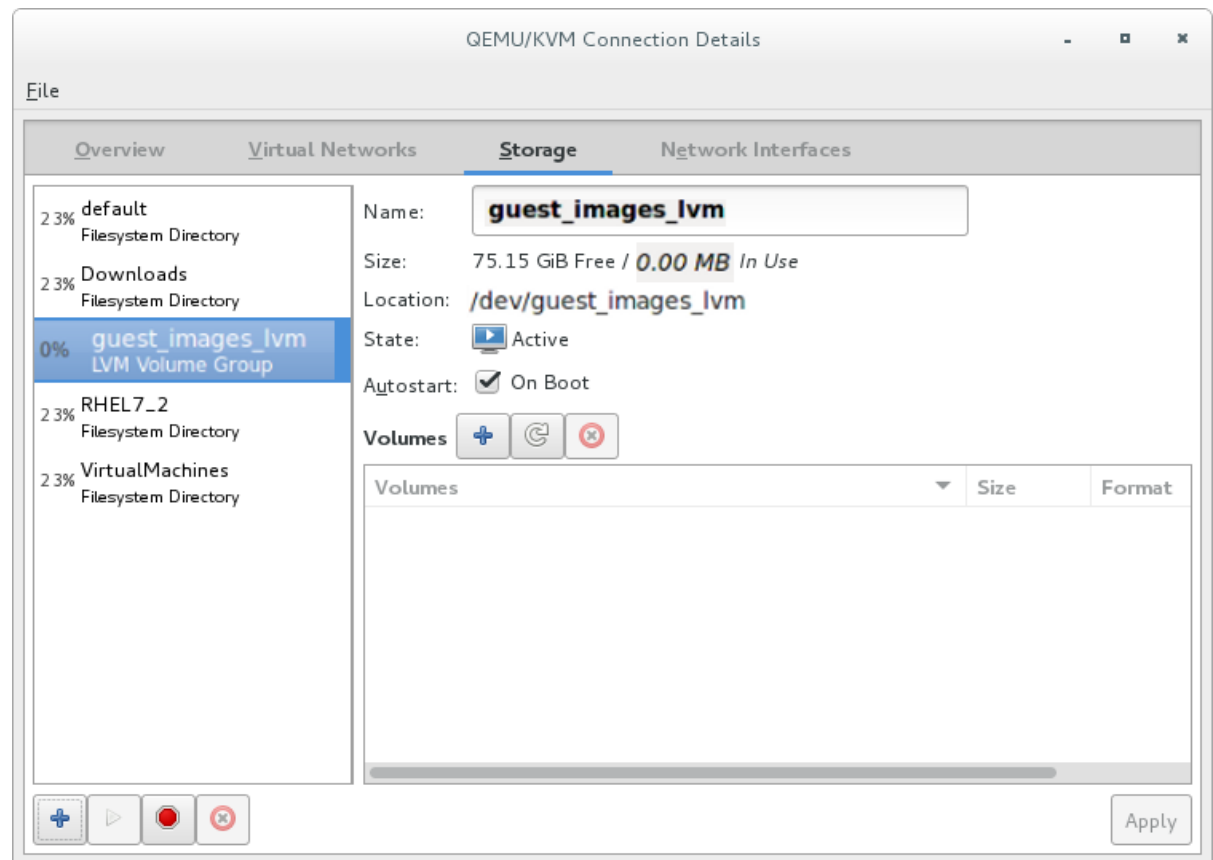 QEMU/KVM Connection Details
File
Overview Virtual Networks Storage Network Interfaces
23% default
Filesystem Directory
23% Downloads
Filesystem Directory
0% guest_images_lvm
LVM Volume Group
23% RHEL7_2
Filesystem Directory
23% VirtualMachines
Filesystem Directory
Name: guest_images_lvm
Size: 75.15 GiB Free / 0.00 MB In Use
Location: /dev/guest_images_lvm
State: Active
Autostart: On Boot
Volumes
Volumes Size Format
Apply